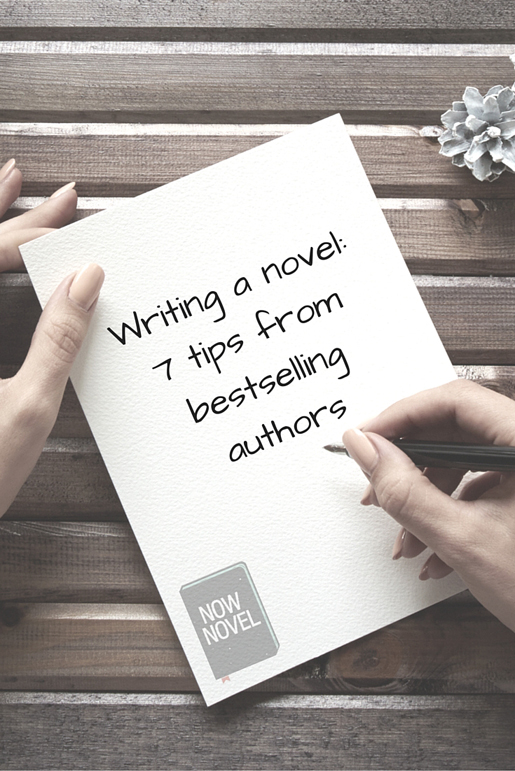 Writing a novel:
7 tips from
bestselling
authors
NOW
NOVEL